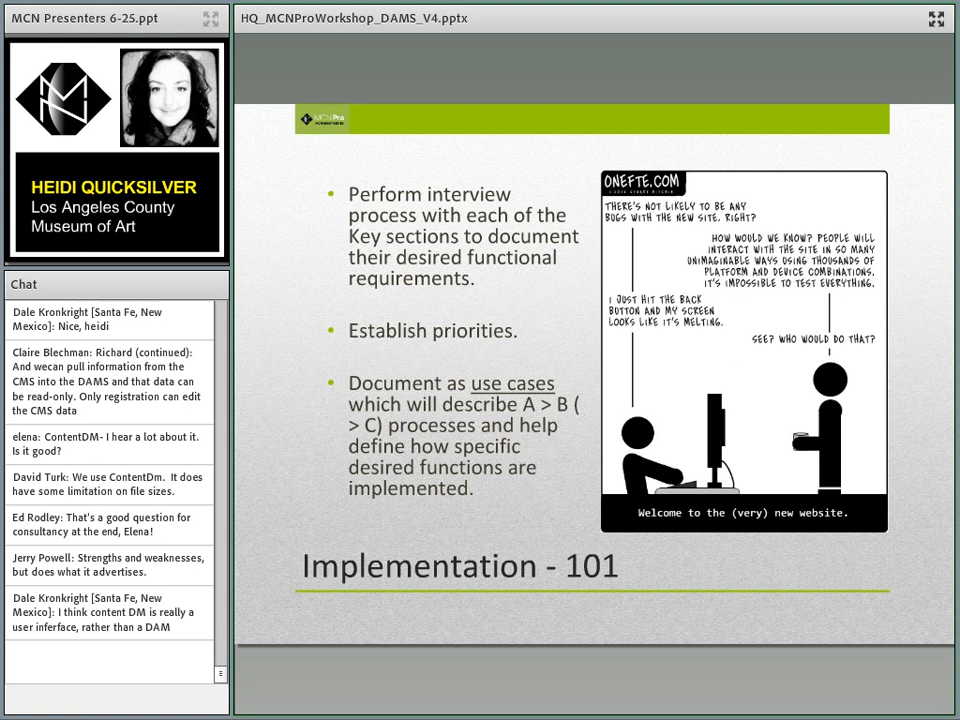 MCN Presenters 6-25.ppt
HEIDI QUICKSILVER
Los Angeles County
Museum of Art
Chat
Dale Kronkright [Santa Fe, New
Mexico]: Nice, heidi
Claire Blechman: Richard (continued):
And wecan pull information from the
CMS into the DAMS and that data can
be read-only. Only registration can edit
the CMS data
elena: ContentDM- I hear a lot about it.
Is it good?
David Turk: We use ContentDm. It does
have some limitation on file sizes.
Ed Rodley: That's a good question for
consultancy at the end, Elena!
Jerry Powell: Strengths and weaknesses,
but does what it advertises.
Dale Kronkright [Santa Fe, New
Mexico]: I think content DM is really a
user inferface, rather than a DAM
HQ_MCNProWorkshop_DAMS_V4.pptx
MCN Pro
• Perform interview
process with each of the
Key sections to document
their desired functional
requirements.
• Establish priorities.
• Document as use cases
which will describe A > B (
> C) processes and help
define how specific
desired functions are
implemented.
ONEFTE.COM
THERE'S NOT LIKELY TO BE ANY
BUGS WITH THE NEW SITE. RIGHT?
HOW WOULD WE KNOW? PEOPLE WILL
INTERACT WITH THE SITE IN SO MANY
UNIMAGINABLE WAYS USING THOUSANDS OF
PLATFORM AND DEVICE COMBINATIONS.
IT'S IMPOSSIBLE TO TEST EVERYTHING.
I JUST HIT THE BACK
BUTTON AND MY SCREEN
LOOKS LIKE IT'S MELTING.
SEE? WHO WOULD DO THAT?
Welcome to the (very) new website.
Implementation - 101